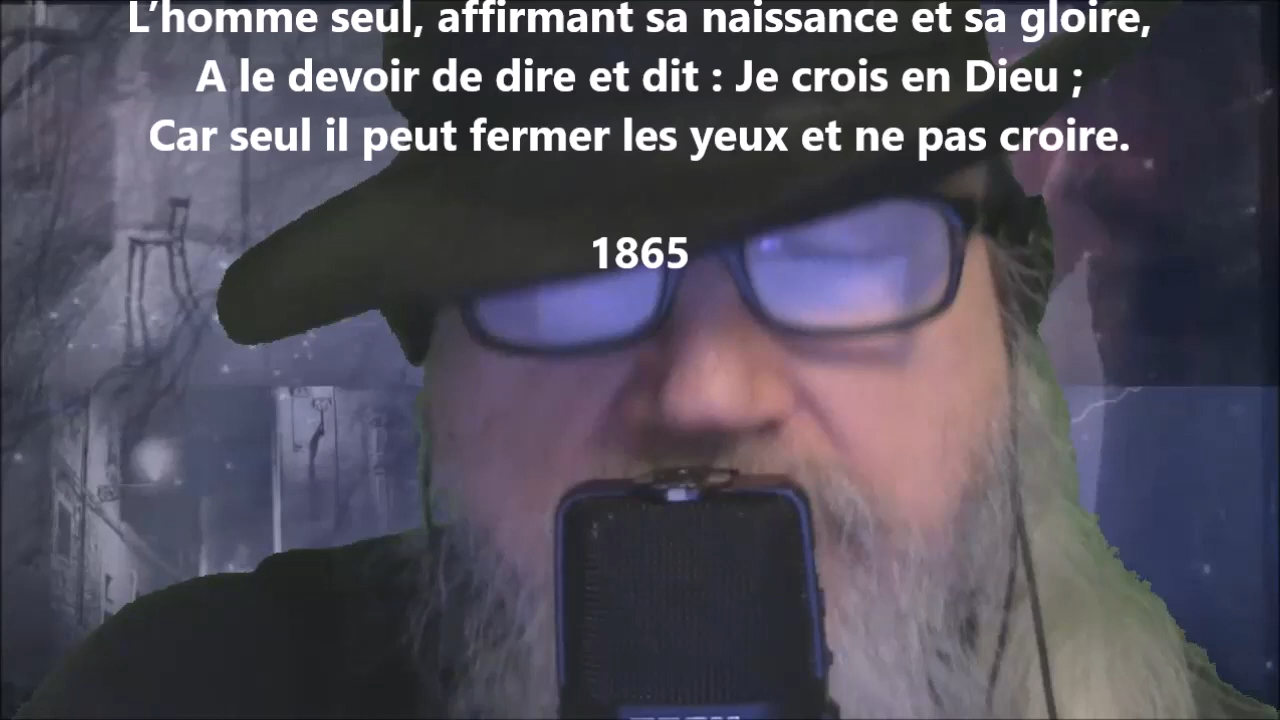 L’homme seul, affirmant sa naissance et sa gloire,
A le devoir de dire et dit : Je crois en Dieu ;
Car seul il peut fermer les yeux et ne pas croire.
1865